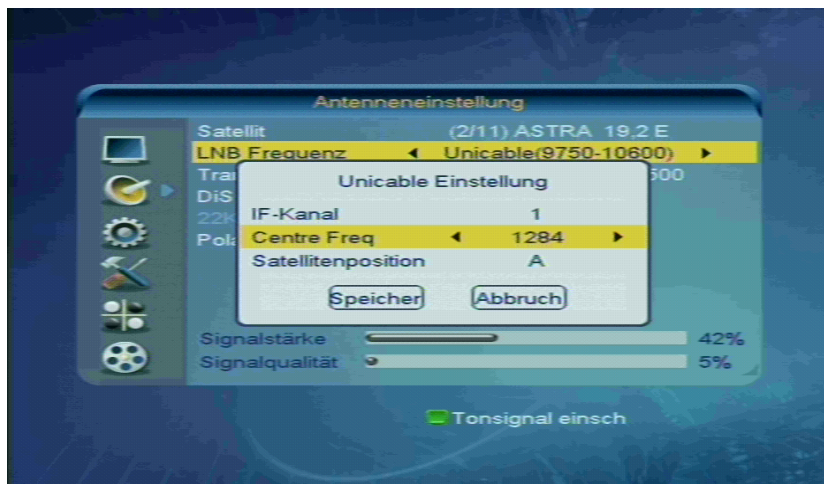 Antenneneinstellung
Satellit (2/11) ASTRA 19,2 E
LNB Frequenz Unicable(9750-10600)
Unicable Einstellung
IF-Kanal 1
Centre Freq 1284
Satellitenposition A
Speicher Abbruch
Signalstärke 42%
Signalqualität 5%
Tonsignal einsch